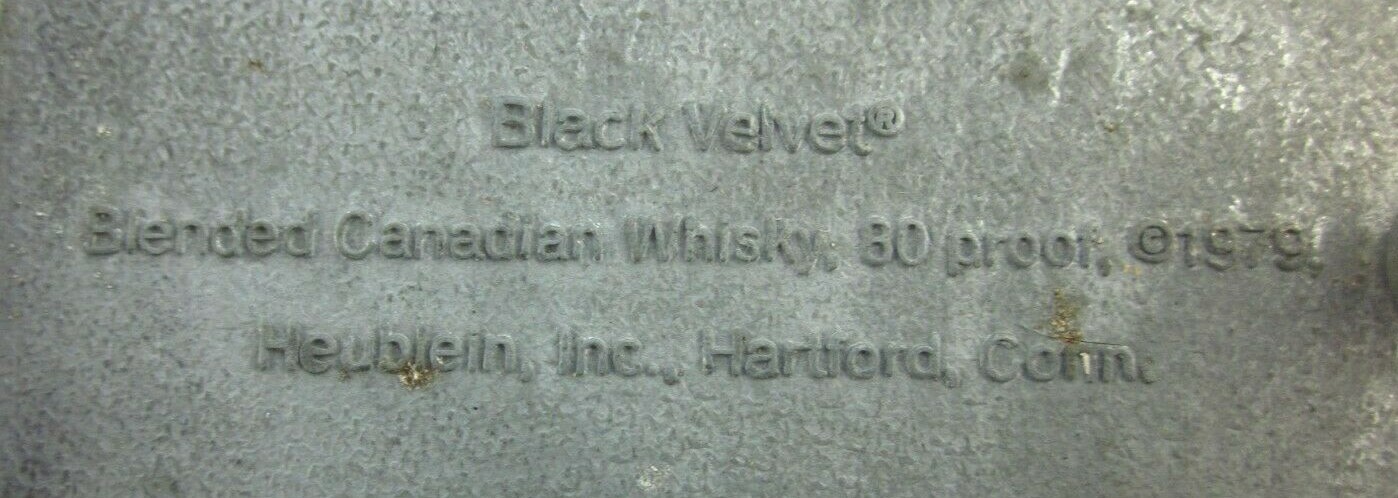 Black Velvet®
Blended Canadian Whisky, 80 proof, ©1979,
Heublein, Inc., Hartford, Conn.